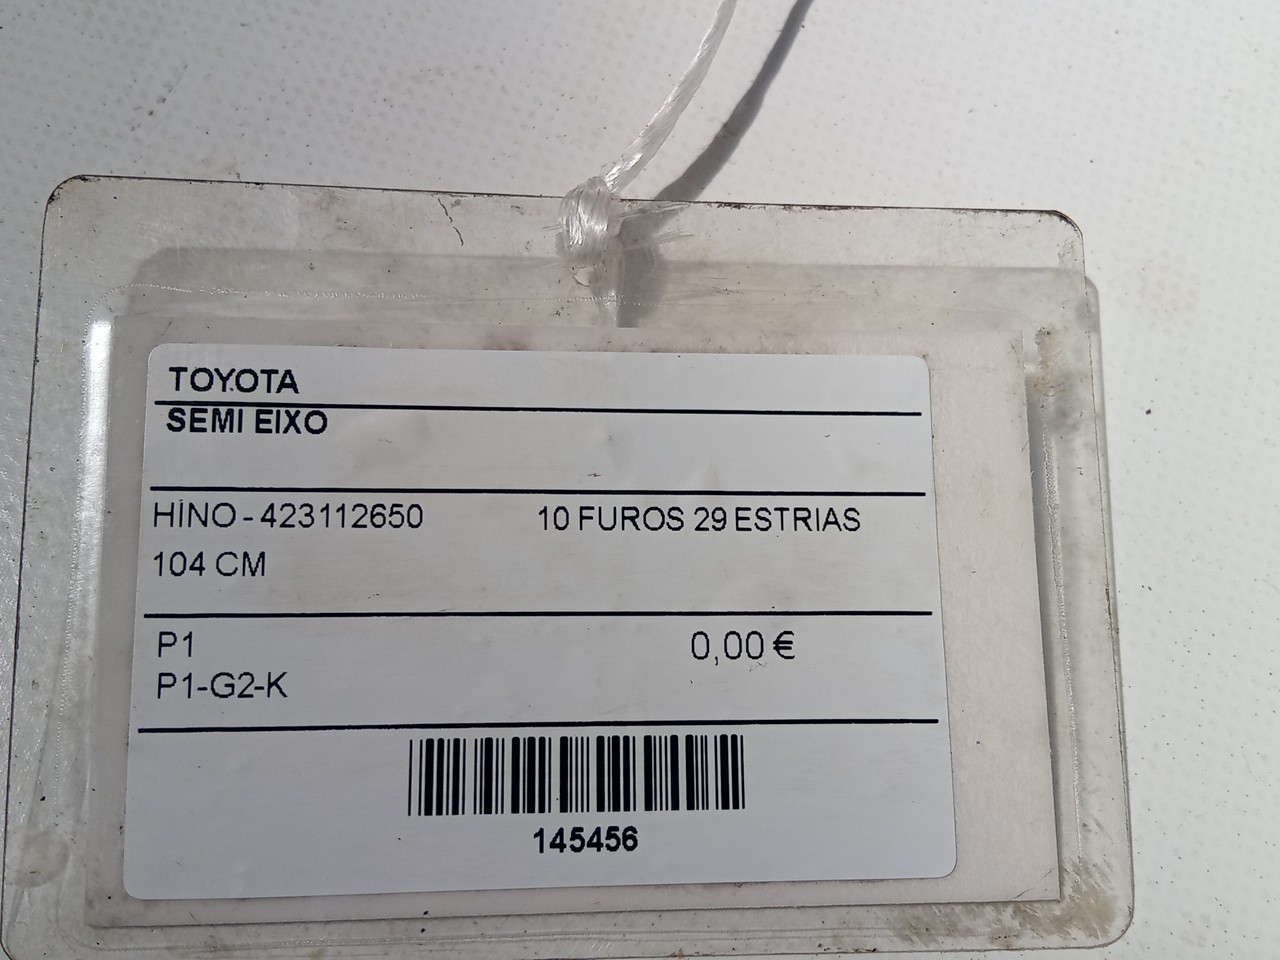 TOYOTA
SEMI EIXO
HINO - 423112650 10 FUROS 29 ESTRIAS
104 CM
P1 0,00 €
P1-G2-K
145456